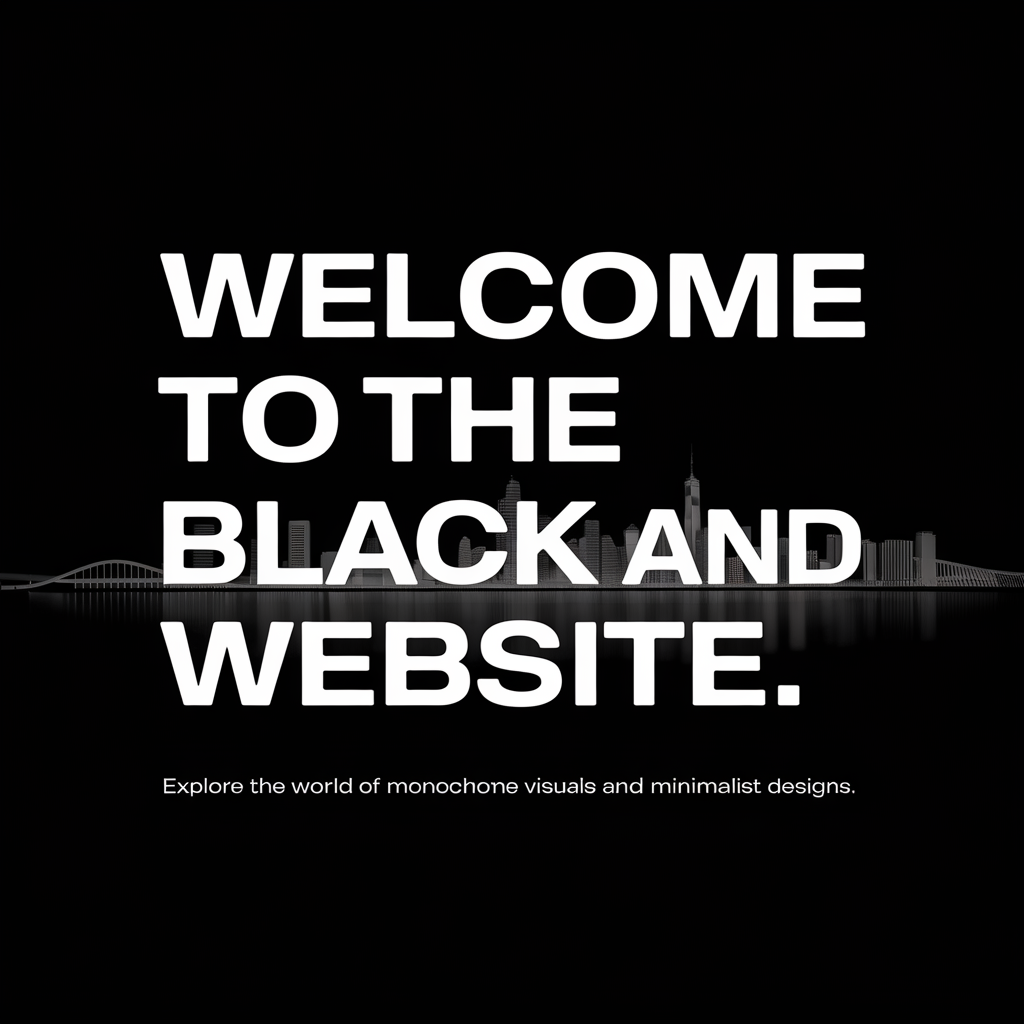 WELCOME
TO THE
BLACK AND
WEBSITE.
Explore the world of monochone visuals and minimalist designs.